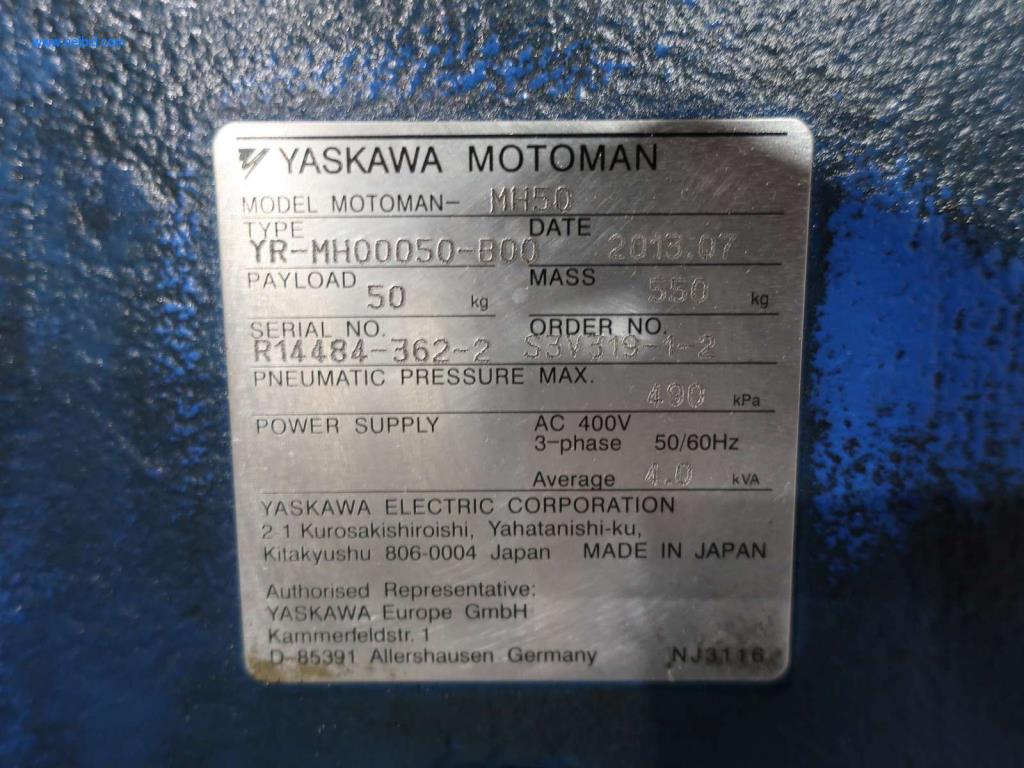 YASKAWA MOTOMAN
MODEL MOTOMAN- MH50
TYPE DATE
YR-MH00050-B00 2013.07
PAYLOAD 50 kg MASS 550 kg
SERIAL NO. ORDER NO.
R14484-362-2 S3V319-1-2
PNEUMATIC PRESSURE MAX.
490 kPa
POWER SUPPLY AC 400V
3-phase 50/60Hz
Average 4.0 kVA
YASKAWA ELECTRIC CORPORATION
2-1 Kurosakishiroishi, Yahatanishi-ku,
Kitakyushu 806-0004 Japan MADE IN JAPAN
Authorised Representative:
YASKAWA Europe GmbH
Kammerfeldstr. 1
D-85391 Allershausen Germany NJ3116